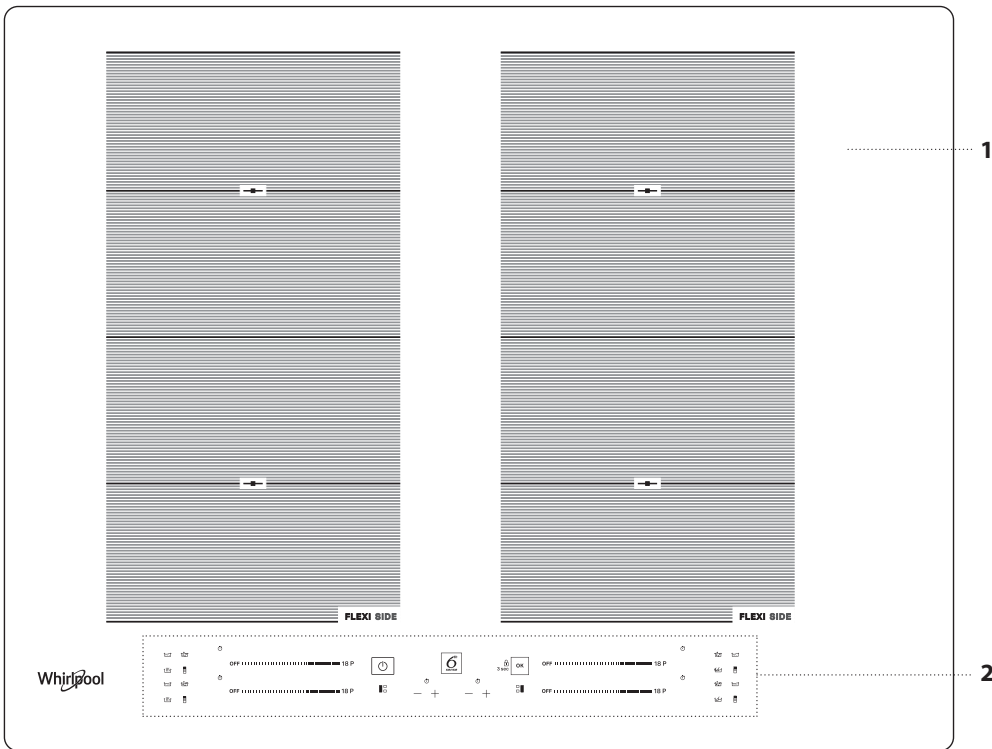 1
FLEXI SIDE
FLEXI SIDE
Whirlpool
OFF 18 P
OFF 18 P
6
SENSE
3 sec
OK
OFF 18 P
OFF 18 P
2